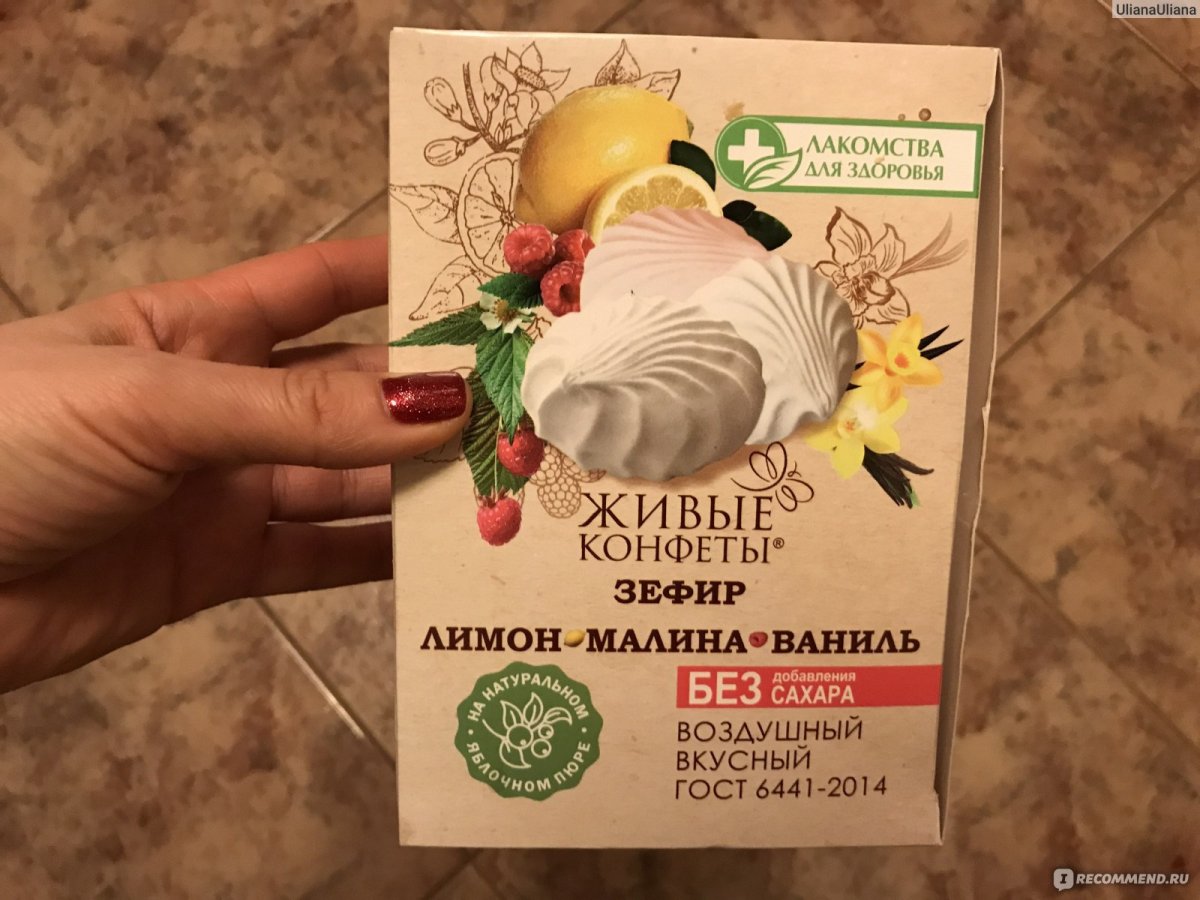 UlianaUliana
ЛАКОМСТВА
ДЛЯ ЗДОРОВЬЯ
ЖИВЫЕ
КОНФЕТЫ®
ЗЕФИР
ЛИМОН МАЛИНА ВАНИЛЬ
НА НАТУРАЛЬНОМ
ЯБЛОЧНОМ ПЮРЕ
БЕЗ добавления
САХАРА
ВОЗДУШНЫЙ
ВКУСНЫЙ
ГОСТ 6441-2014
I RECOMMEND.RU